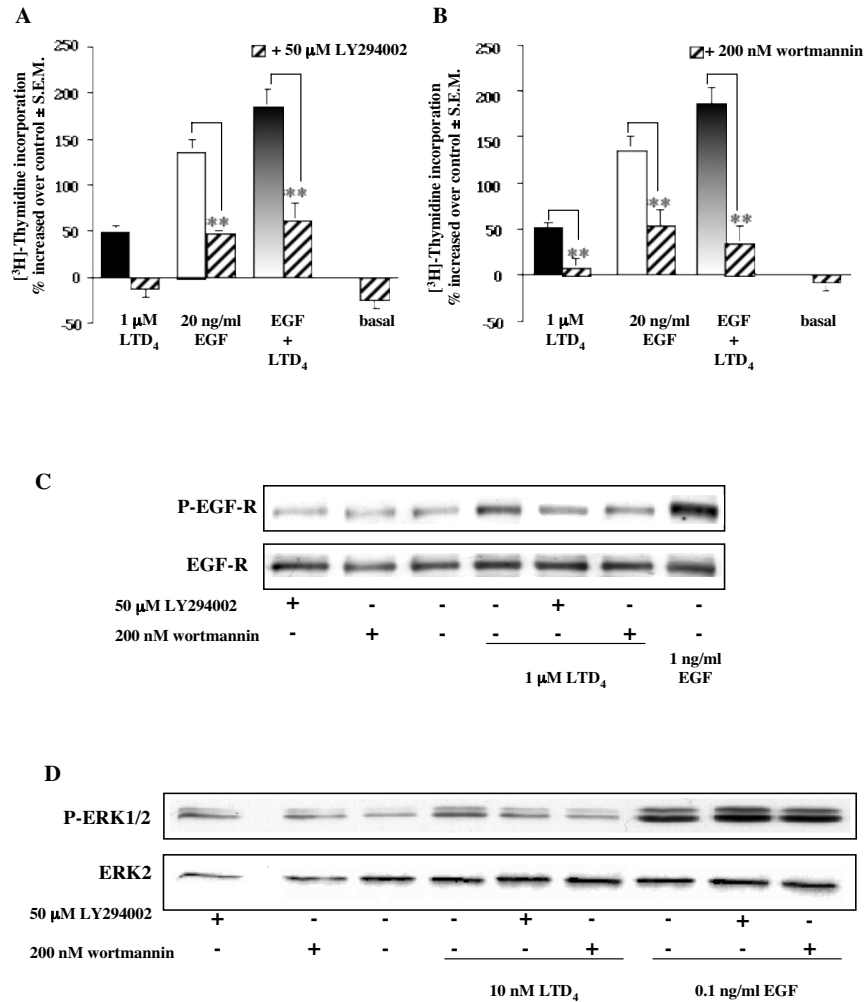 A
250
200
150
100
50
0
-50
[³H]-Thymidine incorporation
% increased over control ± S.E.M.
+ 50 µM LY294002
**
**
1 µM
LTD₄
20 ng/ml
EGF
EGF
+
LTD₄
basal
B
250
200
150
100
50
0
-50
[³H]-Thymidine incorporation
% increased over control ± S.E.M.
+ 200 nM wortmannin
**
**
**
1 µM
LTD₄
20 ng/ml
EGF
EGF
+
LTD₄
basal
C
P-EGF-R
EGF-R
50 µM LY294002 + - - - + - -
200 nM wortmannin - + - - - + -
1 µM LTD₄
1 ng/ml
EGF
D
P-ERK1/2
ERK2
50 µM LY294002 + - - - + - - + -
200 nM wortmannin - + - - - + - - +
10 nM LTD₄
0.1 ng/ml EGF